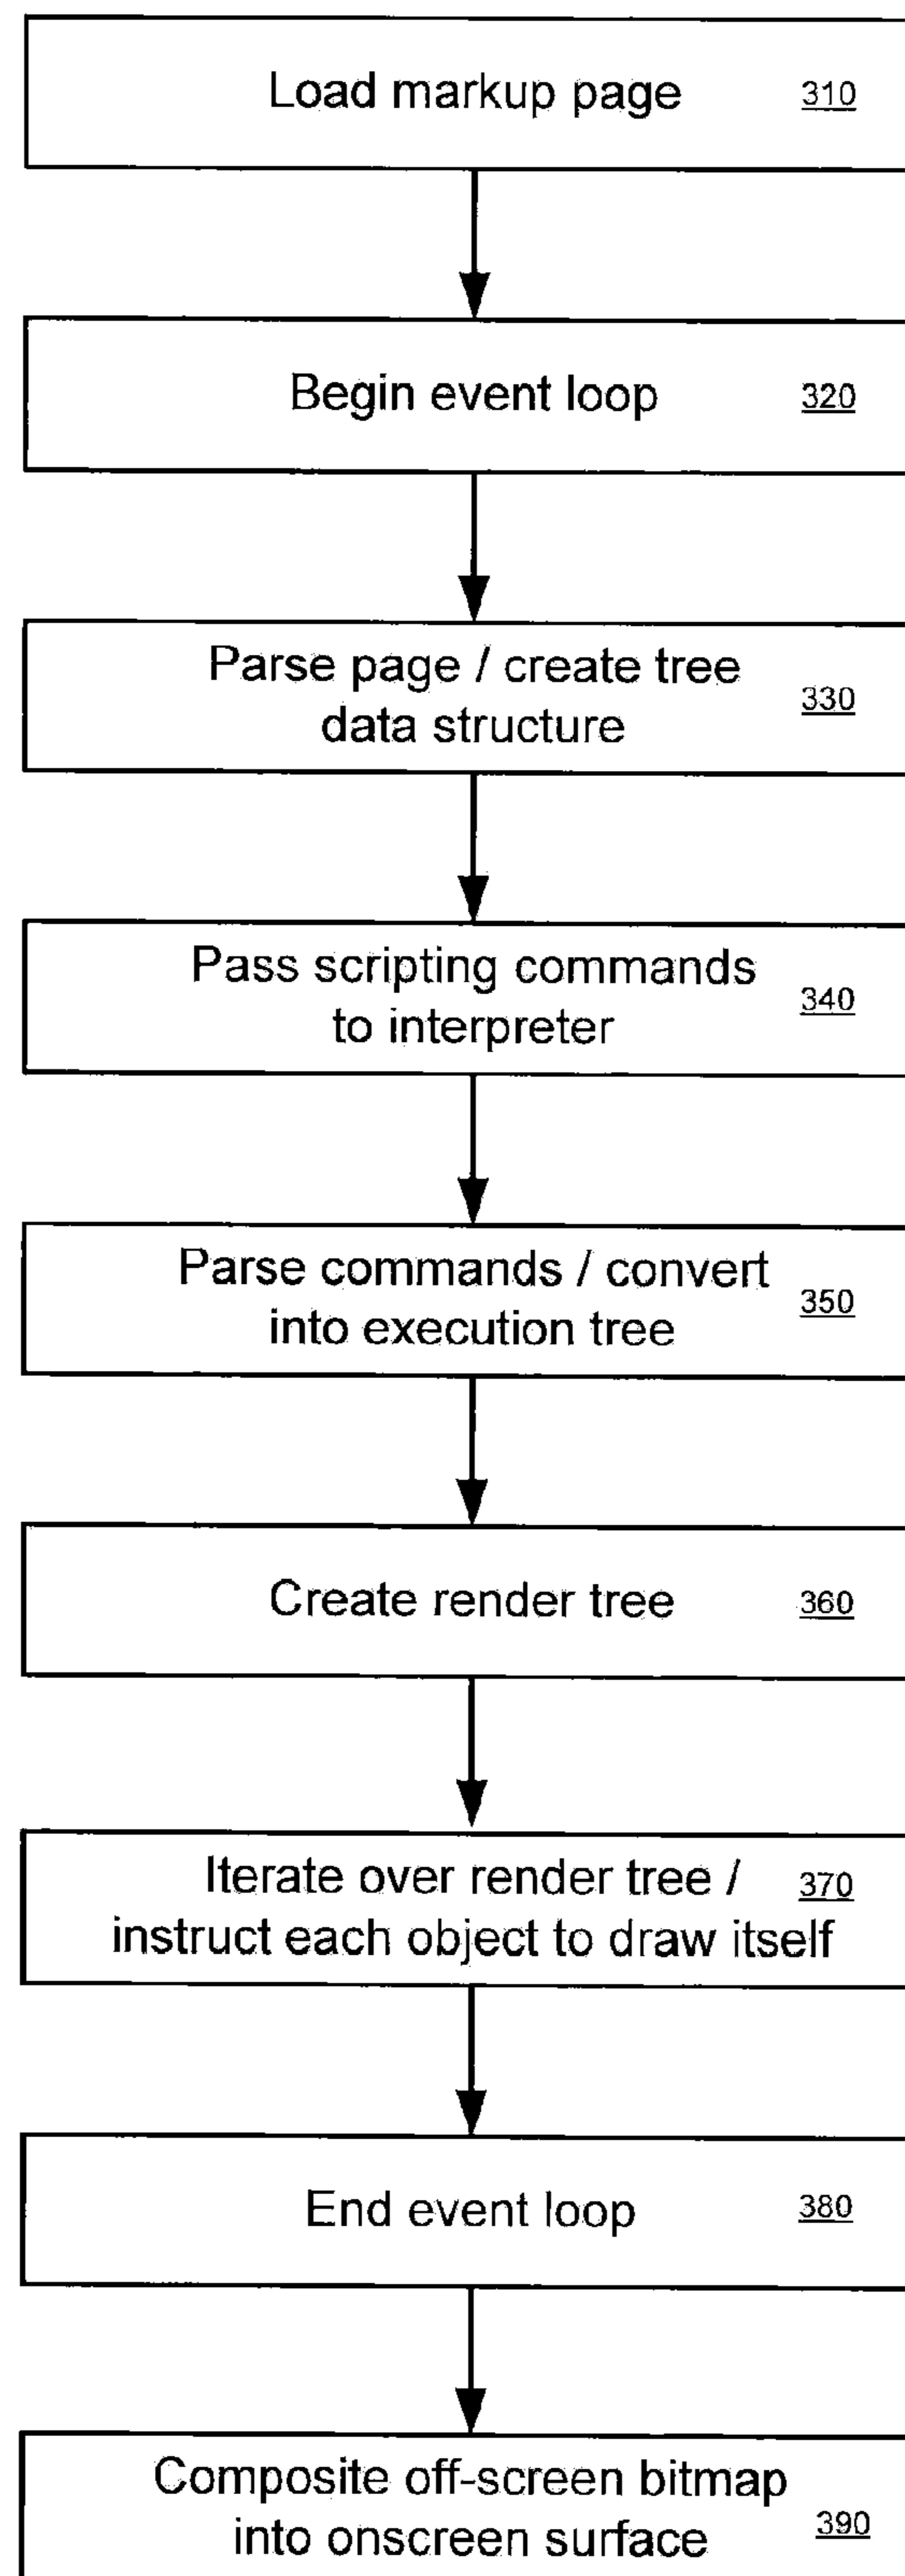 Load markup page 310
Begin event loop 320
Parse page / create tree
data structure 330
Pass scripting commands
to interpreter 340
Parse commands / convert
into execution tree 350
Create render tree 360
Iterate over render tree / 370
instruct each object to draw itself
End event loop 380
Composite off-screen bitmap
into onscreen surface 390